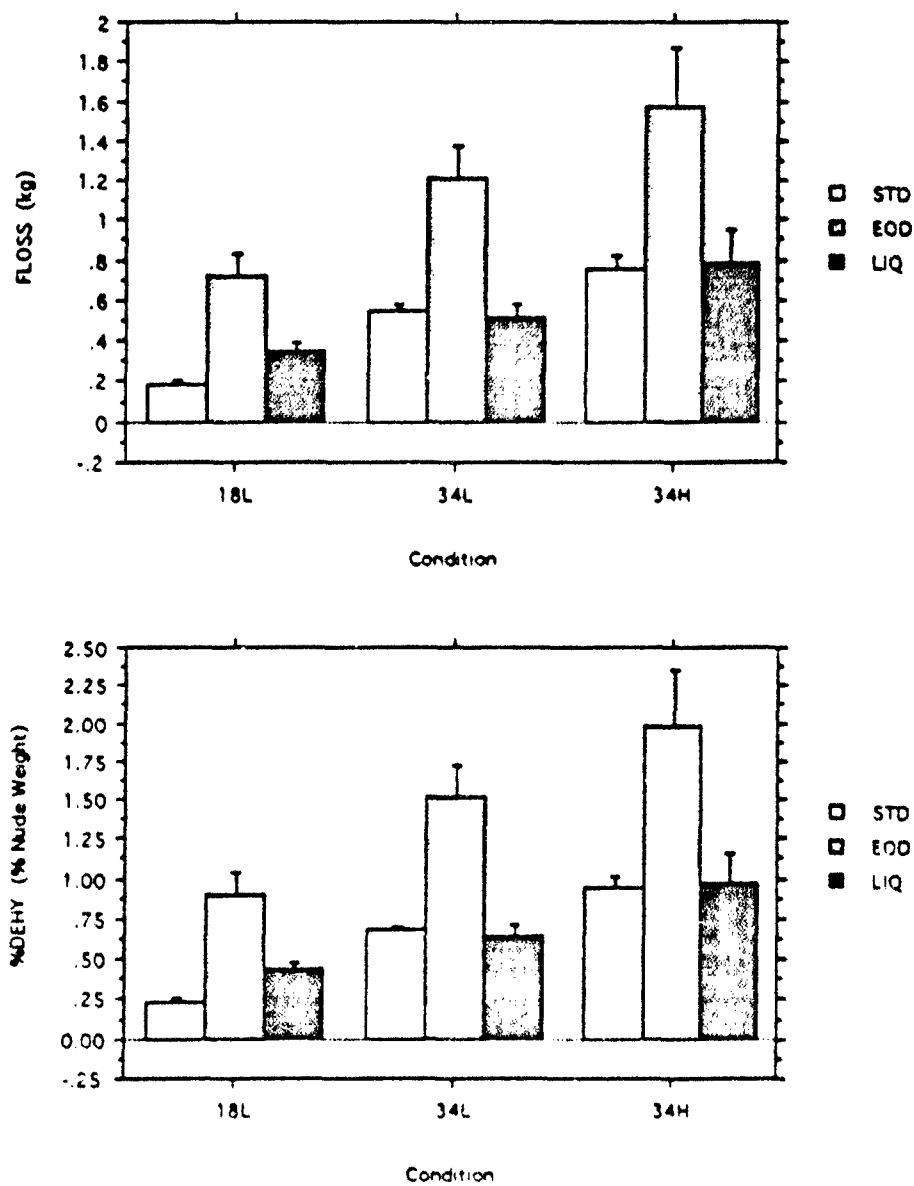 FLOSS (kg)
2
1.8
1.6
1.4
1.2
1
.8
.6
.4
.2
0
-.2
18L
34L
34H
Condition
STD
EOD
LIQ
%DEHY (% Nude Weight)
2.50
2.25
2.00
1.75
1.50
1.25
1.00
.75
.50
.25
0.00
-.25
18L
34L
34H
Condition
STD
EOD
LIQ